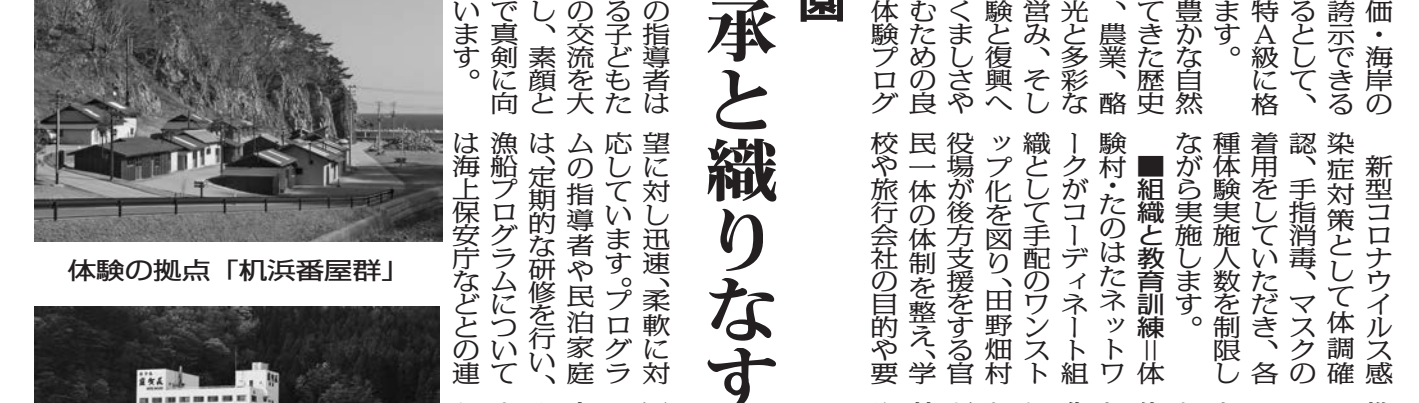 価・海岸の
誇示できる
るとして、
特A級に格
ます。
豊かな自然
てきた歴史
、農業、酪
光と多彩な
営み、そし
験と復興へ
くましさや
むための良
体験プログ
新型コロナウイルス感
染症対策として体調確
認、手指消毒、マスクの
着用をしていただき、各
種体験実施人数を制限し
ながら実施します。
■組織と教育訓練＝体
験村・たのはたネットワ
ークがコーディネート組
織として手配のワンスト
ップ化を図り、田野畑村
役場が後方支援をする官
民一体の体制を整え、学
校や旅行会社の目的や要
園
承と織りなす
の指導者は
る子どもた
の交流を大
し、素顔と
で真剣に向
います。
望に対し迅速、柔軟に対
応しています。プログラ
ムの指導者や民泊家庭
は、定期的な研修を行い、
漁船プログラムについて
は海上保安庁などとの連
体験の拠点「机浜番屋群」